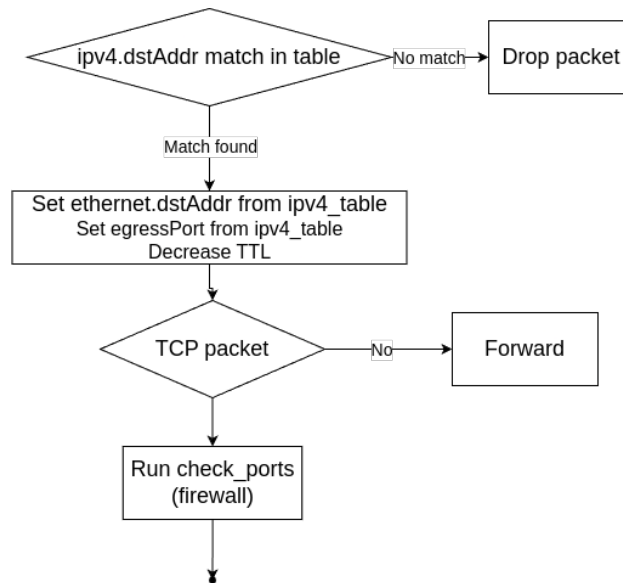 ipv4.dstAddr match in table
No match
Drop packet
Match found
Set ethernet.dstAddr from ipv4_table
Set egressPort from ipv4_table
Decrease TTL
TCP packet
No
Forward
Run check_ports
(firewall)